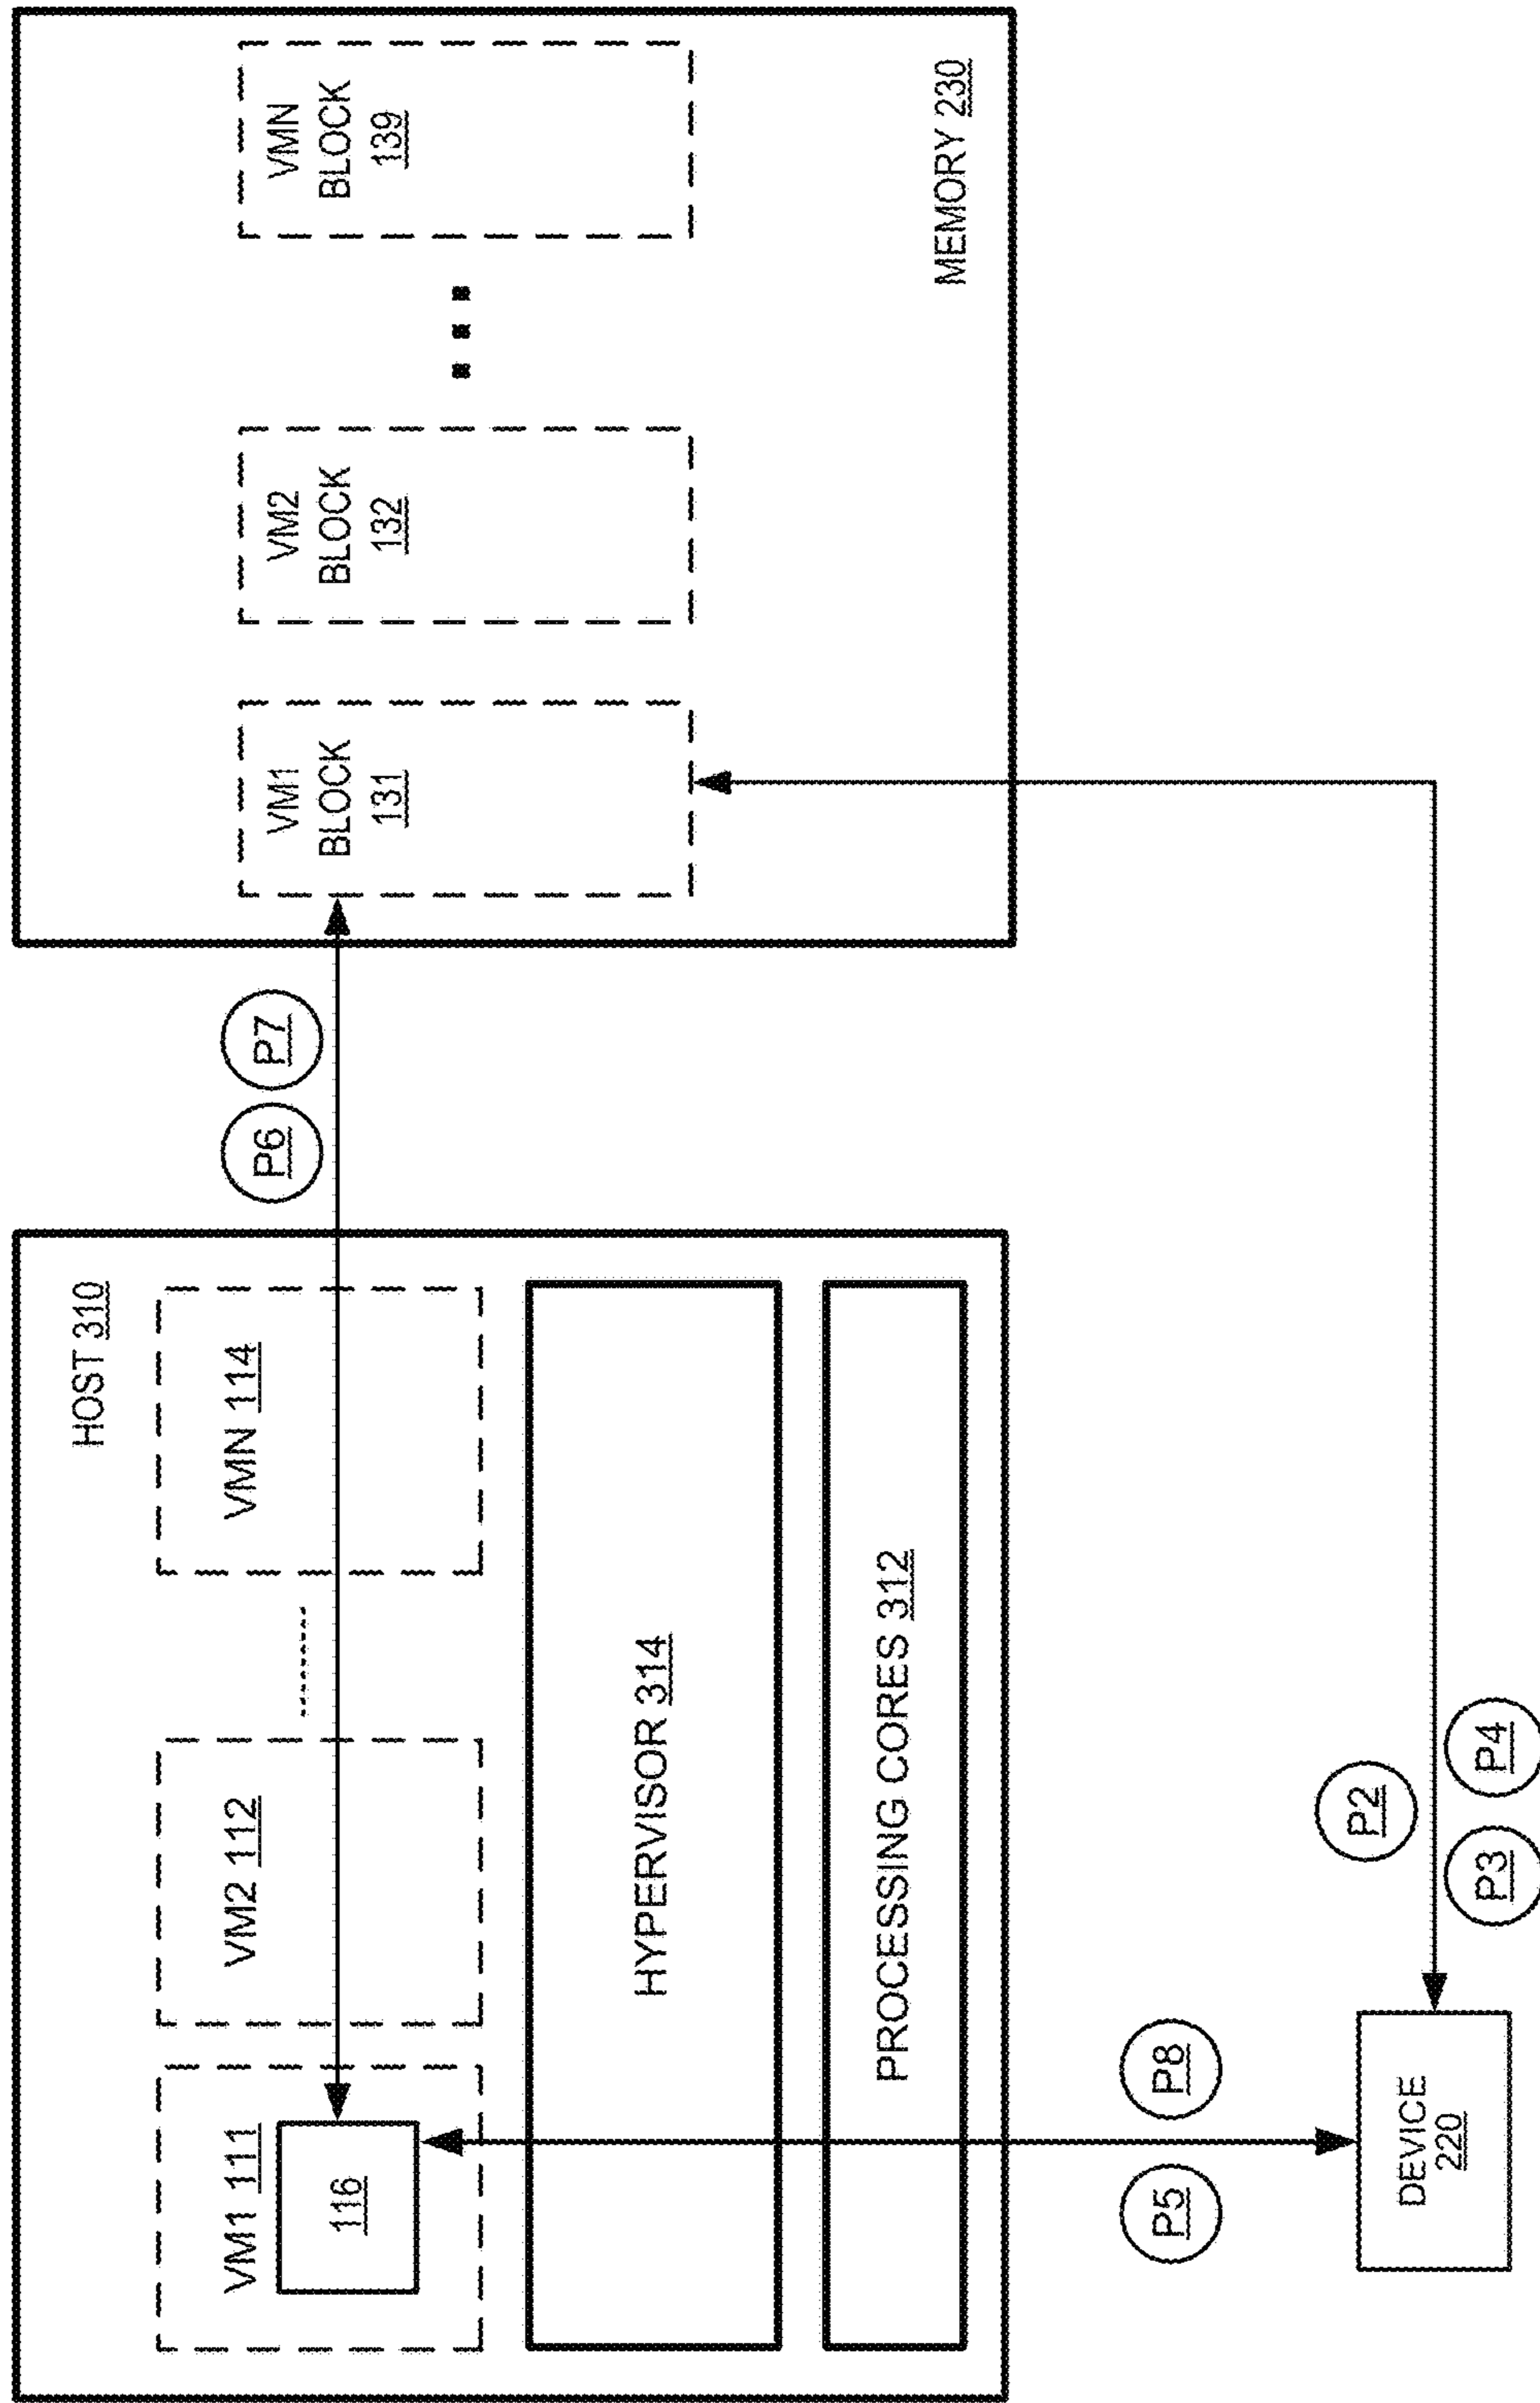 HOST 310
VM1 111
116
VM2 112
VMN 114
HYPERVISOR 314
PROCESSING CORES 312
P6
P7
VM1
BLOCK
131
VM2
BLOCK
132
VMN
BLOCK
139
MEMORY 230
P5
P8
DEVICE
220
P2
P3
P4